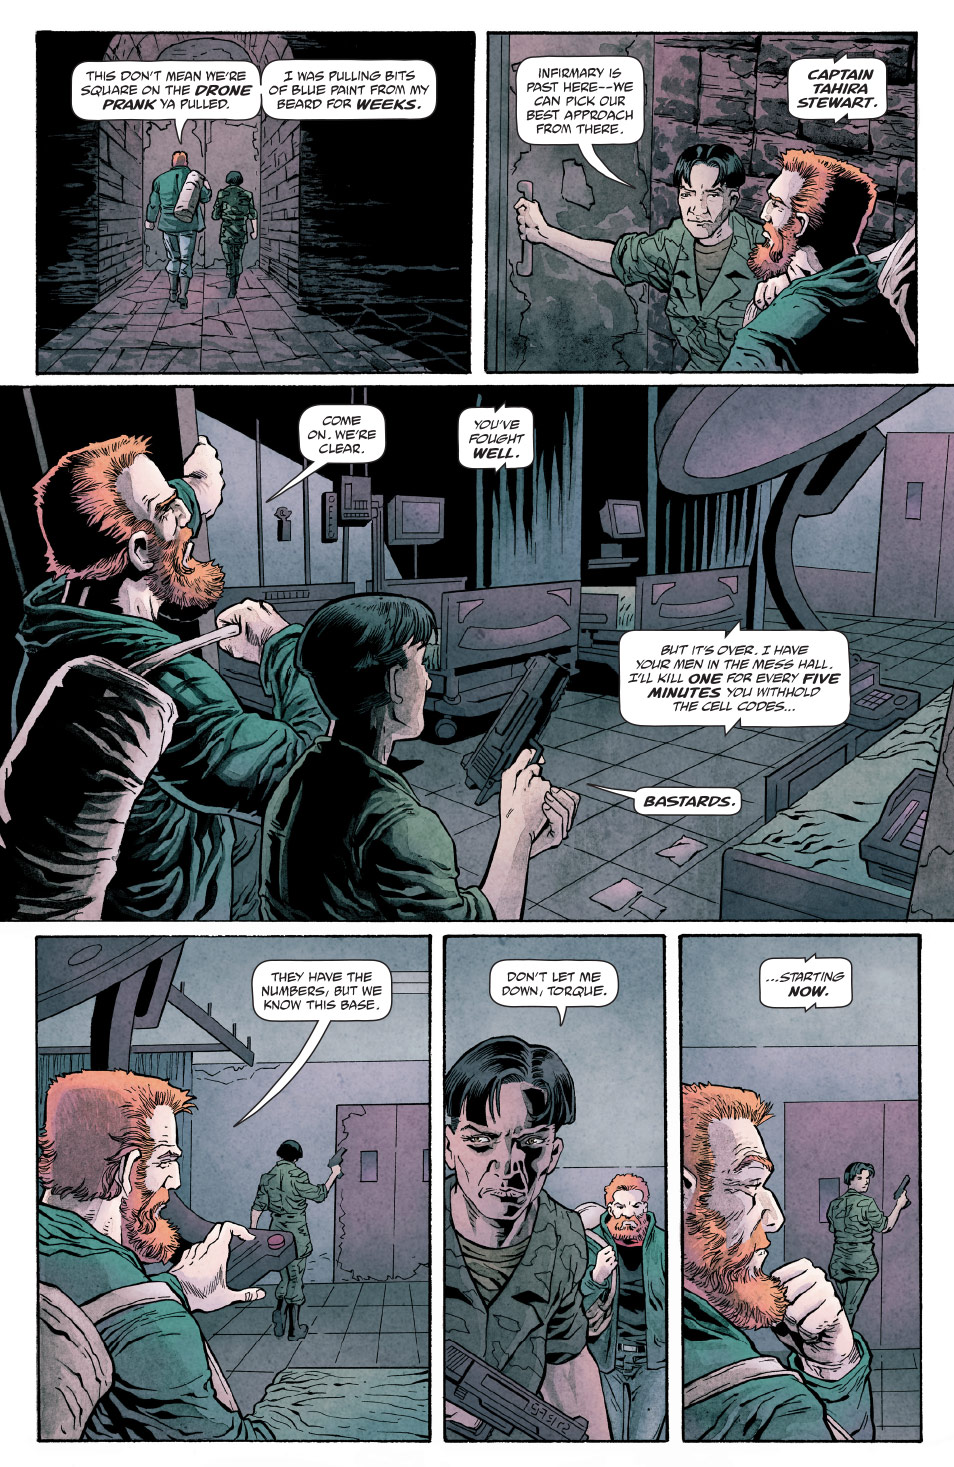 THIS DON'T MEAN WE'RE
SQUARE ON THE DRONE
PRANK YA PULLED.
I WAS PULLING BITS
OF BLUE PAINT FROM MY
BEARD FOR WEEKS.
INFIRMARY IS
PAST HERE--WE
CAN PICK OUR
BEST APPROACH
FROM THERE.
CAPTAIN
TAHIRA
STEWART.
COME
ON. WE'RE
CLEAR.
YOU'VE
FOUGHT
WELL.
BUT IT'S OVER. I HAVE
YOUR MEN IN THE MESS HALL.
I'LL KILL ONE FOR EVERY FIVE
MINUTES YOU WITHHOLD
THE CELL CODES...
BASTARDS.
THEY HAVE THE
NUMBERS, BUT WE
KNOW THIS BASE.
DON'T LET ME
DOWN, TORQUE.
...STARTING
NOW.